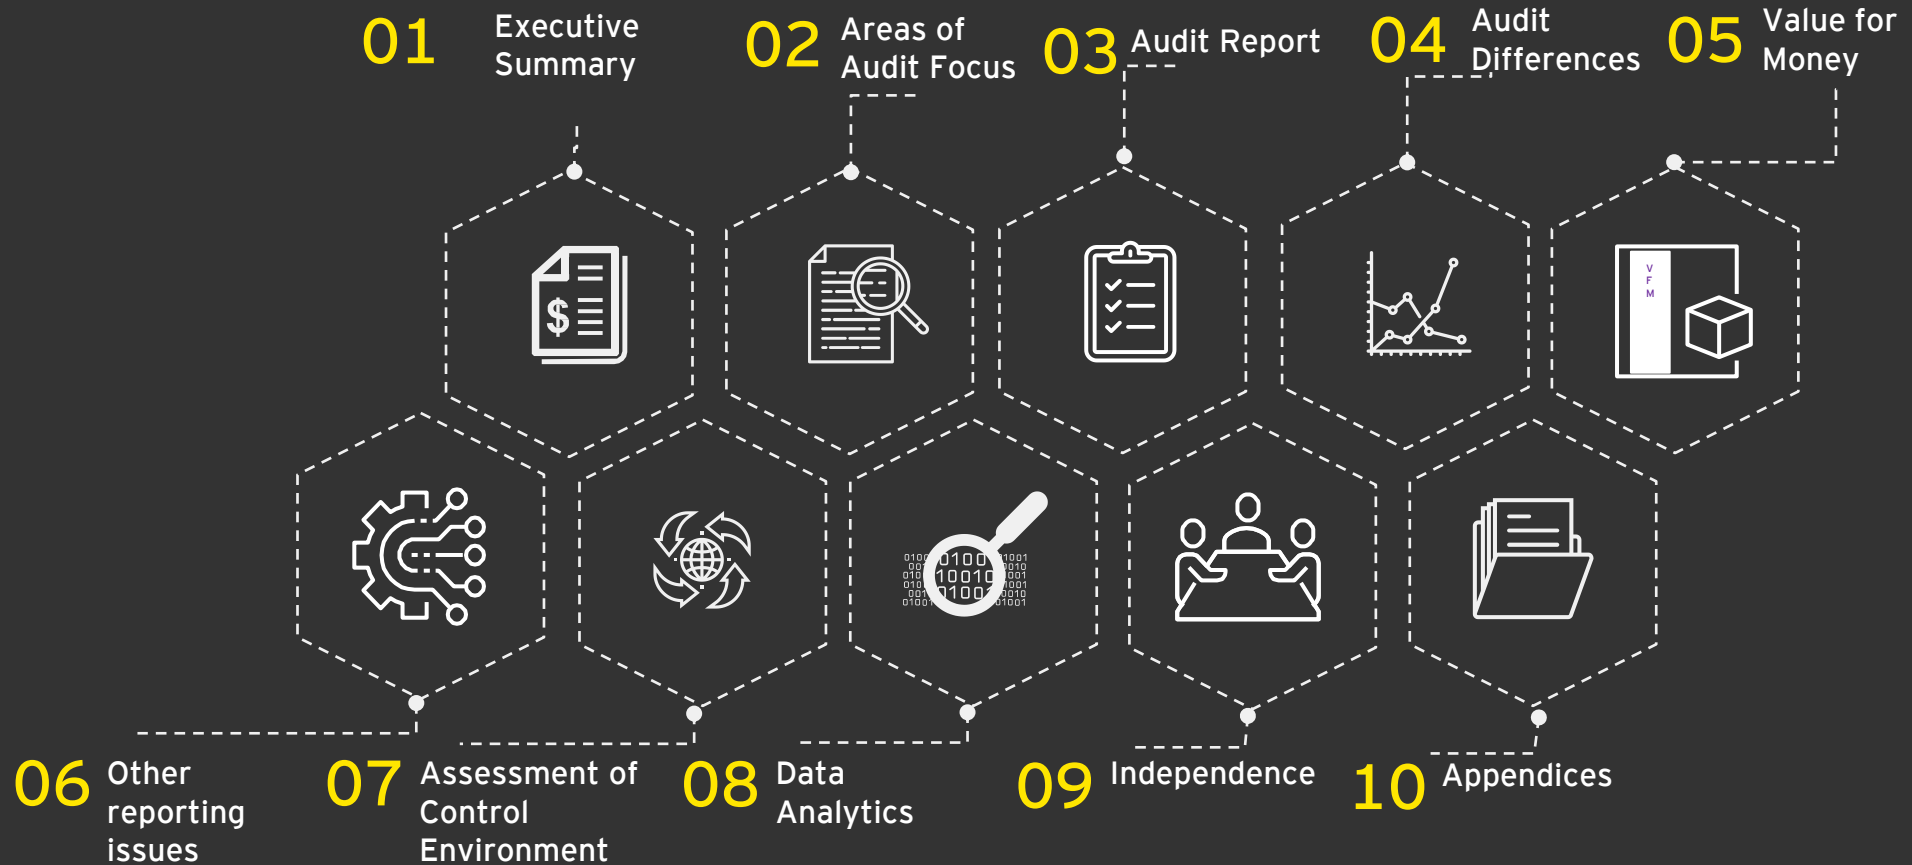 01 Executive
Summary
02 Areas of
Audit Focus
03 Audit Report
04 Audit
Differences
05 Value for
Money
$
V
F
M
06 Other
reporting
issues
07 Assessment of
Control
Environment
08 Data
Analytics
09 Independence
10 Appendices